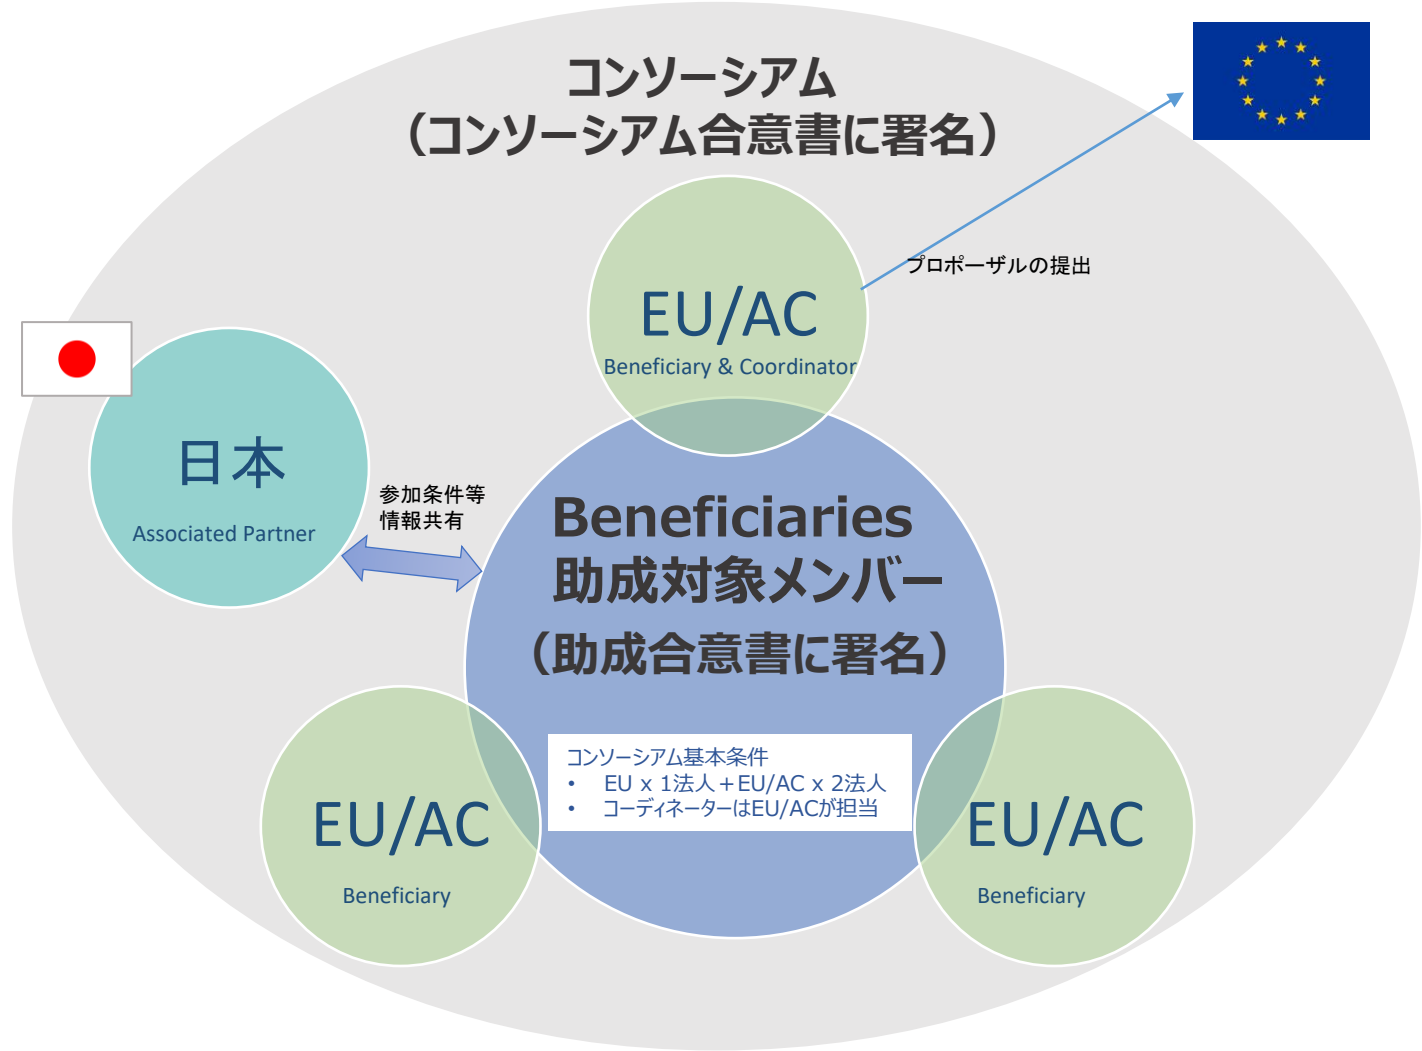 コンソーシアム
（コンソーシアム合意書に署名）
プロポーザルの提出
EU/AC
Beneficiary & Coordinator
日本
Associated Partner
参加条件等
情報共有
Beneficiaries
助成対象メンバー
（助成合意書に署名）
コンソーシアム基本条件
• EU x 1法人＋EU/AC x 2法人
• コーディネーターはEU/ACが担当
EU/AC
Beneficiary
EU/AC
Beneficiary